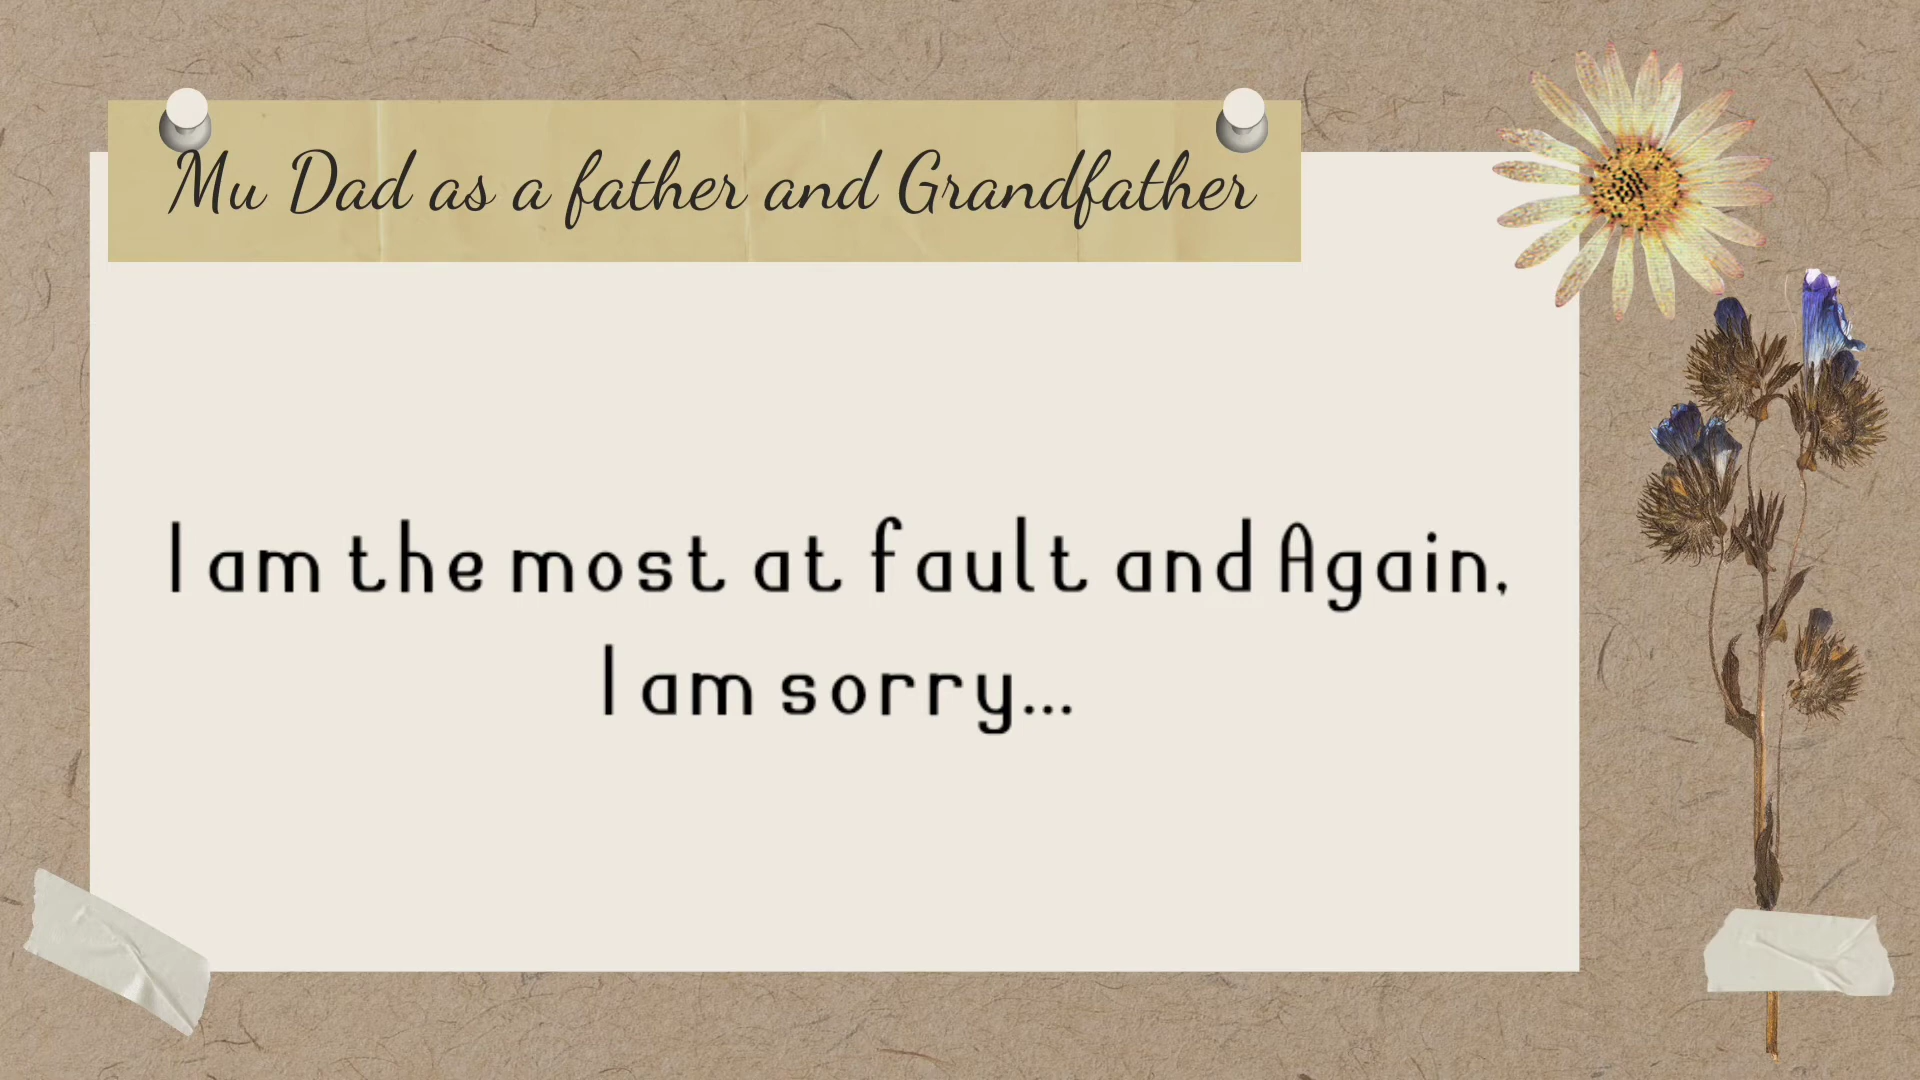 Mu Dad as a father and Grandfather
I am the most at fault and Again,
I am sorry...